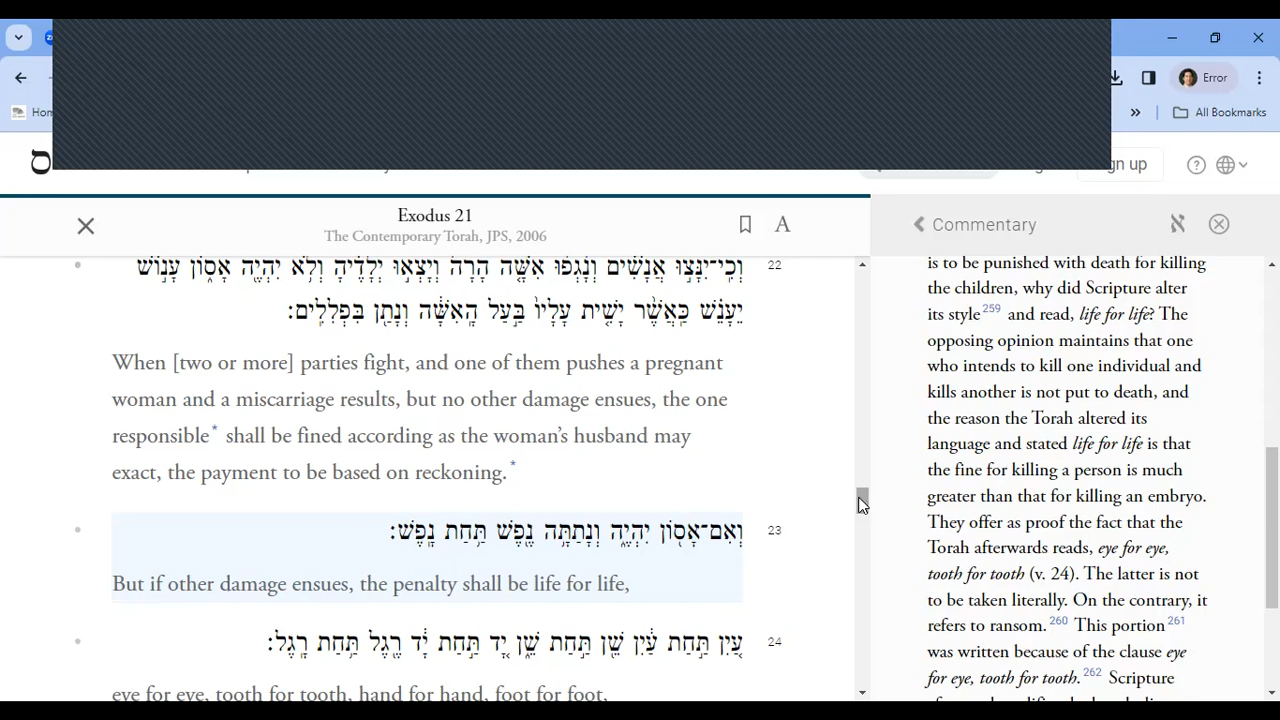 Error
Hom
»
All Bookmarks
ס
gn up
Exodus 21
The Contemporary Torah, JPS, 2006
A
וְכִֽי־יִנָּצ֣וּ אֲנָשִׁ֗ים וְנָ֨גְפ֜וּ אִשָּׁ֤ה הָרָה֙ וְיָצְא֣וּ יְלָדֶ֔יהָ וְלֹ֥א יִהְיֶ֖ה אָס֑וֹן עָנ֣וֹשׁ
22
יֵעָנֵ֗שׁ כַּֽאֲשֶׁ֨ר יָשִׁ֤ית עָלָיו֙ בַּ֣עַל הָֽאִשָּׁ֔ה וְנָתַ֖ן בִּפְלִלִֽים׃
When [two or more] parties fight, and one of them pushes a pregnant
woman and a miscarriage results, but no other damage ensues, the one
responsible* shall be fined according as the woman’s husband may
exact, the payment to be based on reckoning.*
וְאִם־אָס֖וֹן יִהְיֶ֑ה וְנָתַתָּ֥ה נֶ֖פֶשׁ תַּ֥חַת נָֽפֶשׁ׃
23
But if other damage ensues, the penalty shall be life for life,
עַ֚יִן תַּ֣חַת עַ֔יִן שֵׁ֖ן תַּ֣חַת שֵׁ֑ן יָ֚ד תַּ֣חַת יָ֔ד רֶ֖גֶל תַּ֥חַת רָֽגֶל׃
24
eye for eye, tooth for tooth, hand for hand, foot for foot,
Commentary
א
is to be punished with death for killing
the children, why did Scripture alter
its style 259 and read, life for life? The
opposing opinion maintains that one
who intends to kill one individual and
kills another is not put to death, and
the reason the Torah altered its
language and stated life for life is that
the fine for killing a person is much
greater than that for killing an embryo.
They offer as proof the fact that the
Torah afterwards reads, eye for eye,
tooth for tooth (v. 24). The latter is not
to be taken literally. On the contrary, it
refers to ransom. 260 This portion 261
was written because of the clause eye
for eye, tooth for tooth. 262 Scripture